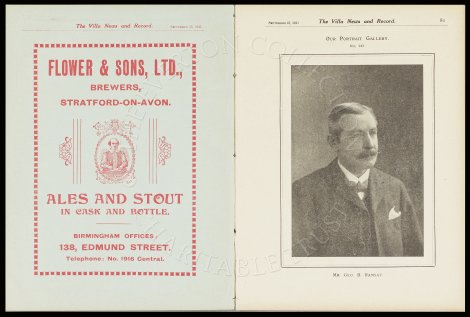 The Villa News and Record.
FLOWER & SONS, LTD.,
BREWERS,
STRATFORD-ON-AVON.
ALES AND STOUT
IN CASK AND BOTTLE.
BIRMINGHAM OFFICES:
138, EDMUND STREET.
Telephone: No. 1916 Central.
The Villa News and Record.
OUR PORTRAIT GALLERY.
MR. GEO. B. RAMSAY.